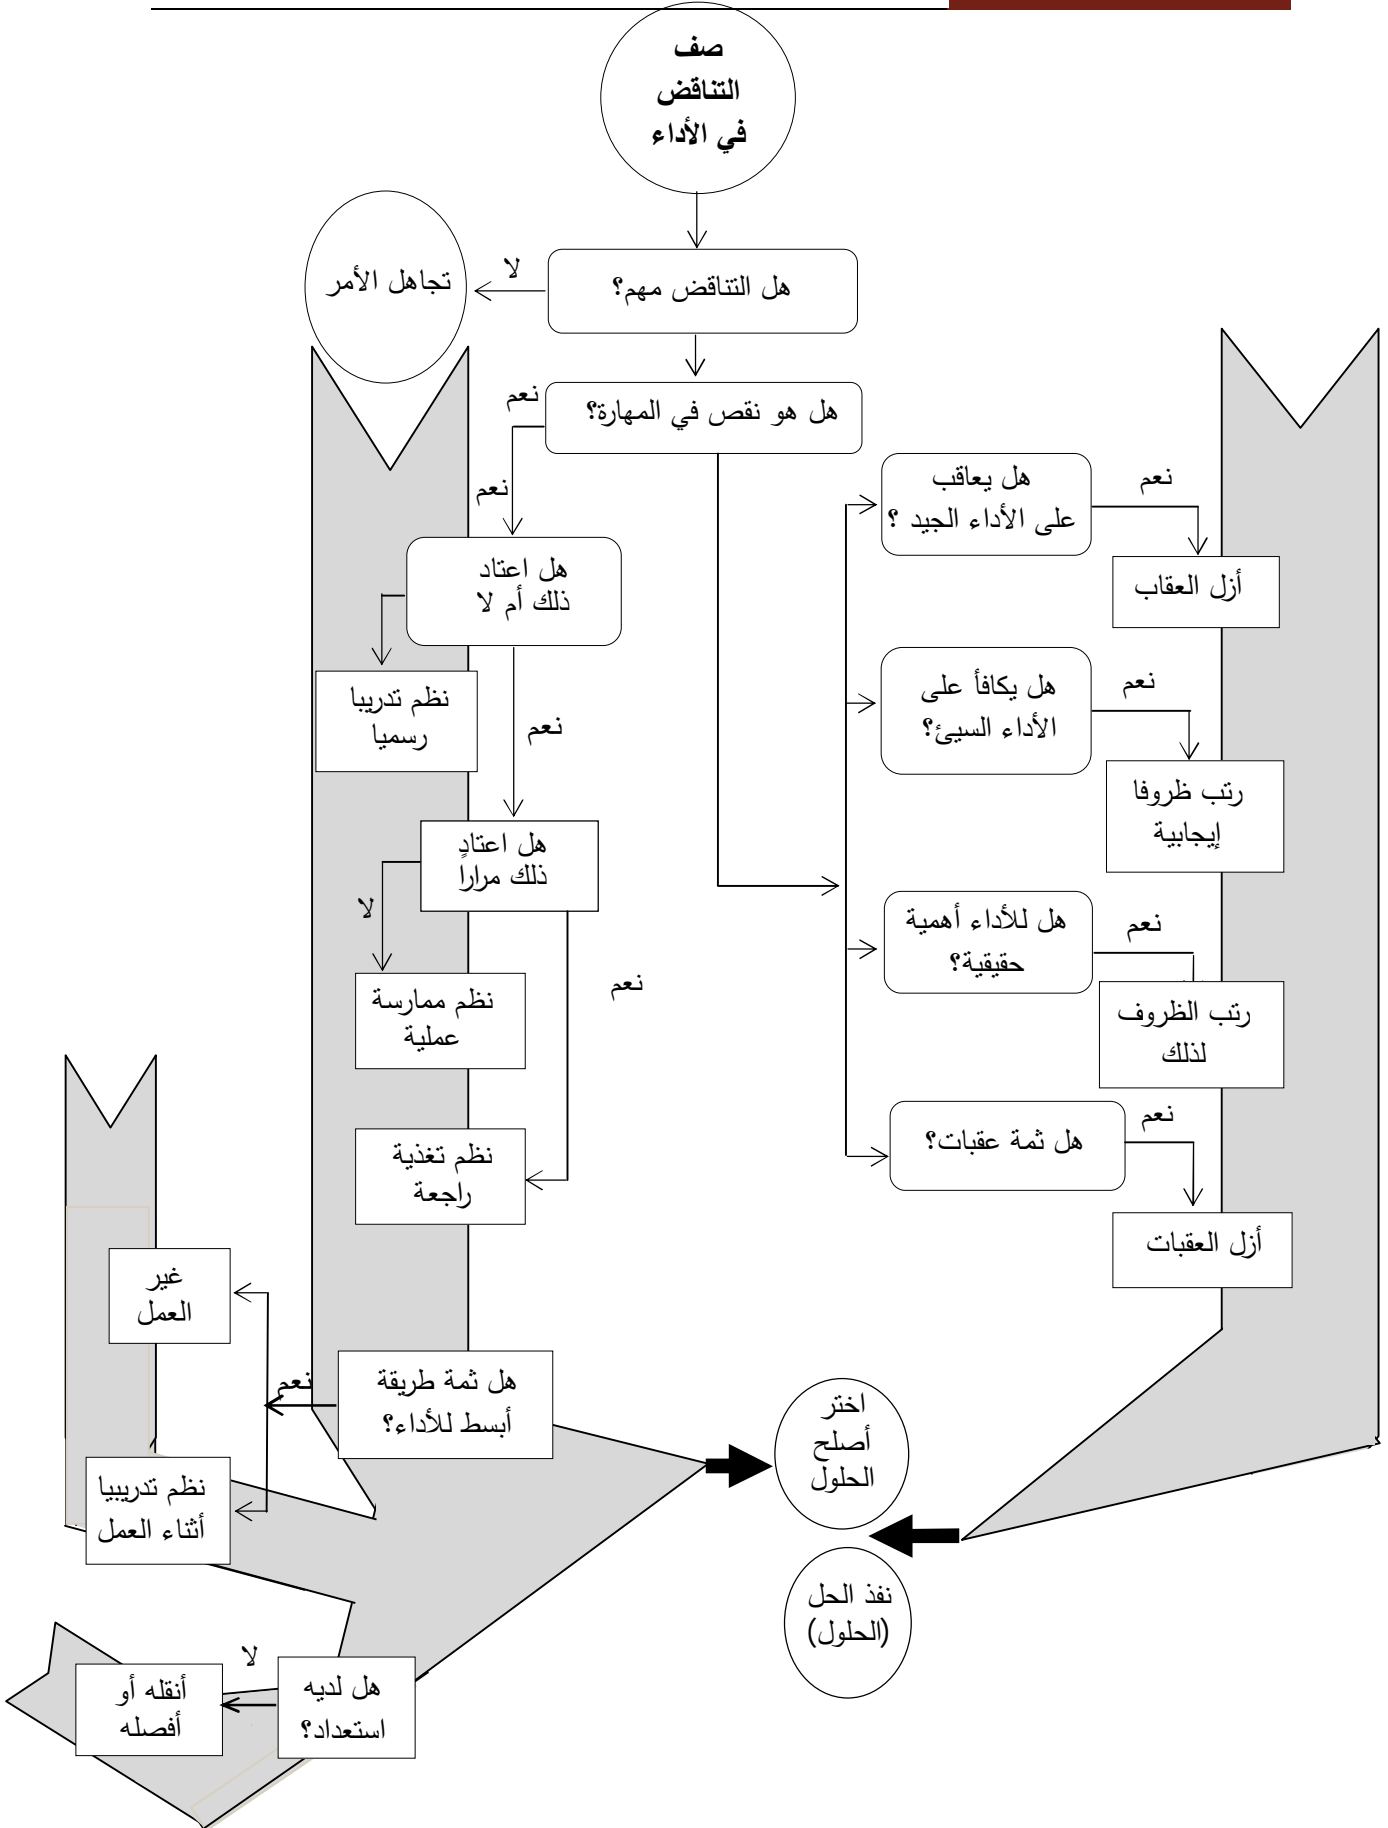 صف
التناقض
في الأداء
لا
تجاهل الأمر
هل التناقض مهم؟
نعم
هل هو نقص في المهارة؟
نعم
هل يعاقب
على الأداء الجيد ؟
نعم
أزل العقاب
هل اعتاد
ذلك أم لا
نظم تدريبا
رسميا
نعم
هل يكافأ على
الأداء السيئ؟
نعم
رتب ظروفا
إيجابية
هل اعتادٍ
ذلك مراراً
لا
نعم
نظم ممارسة
عملية
هل للأداء أهمية
حقيقية؟
نعم
رتب الظروف
لذلك
نظم تغذية
راجعة
هل ثمة عقبات؟
نعم
أزل العقبات
غير
العمل
نعم
هل ثمة طريقة
أبسط للأداء؟
نظم تدريبيا
أثناء العمل
اختر
أصلح
الحلول
نفذ الحل
(الحلول)
لا
هل لديه
استعداد؟
أنقله أو
أفصله